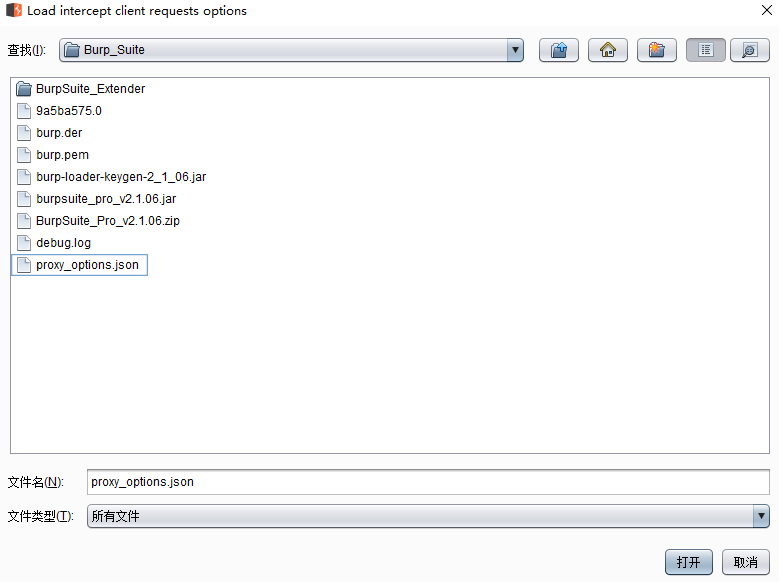 Load intercept client requests options
查找(I): Burp_Suite
BurpSuite_Extender
9a5ba575.0
burp.der
burp.pem
burp-loader-keygen-2_1_06.jar
burpsuite_pro_v2.1.06.jar
BurpSuite_Pro_v2.1.06.zip
debug.log
proxy_options.json
文件名(N): proxy_options.json
文件类型(T): 所有文件
打开 取消